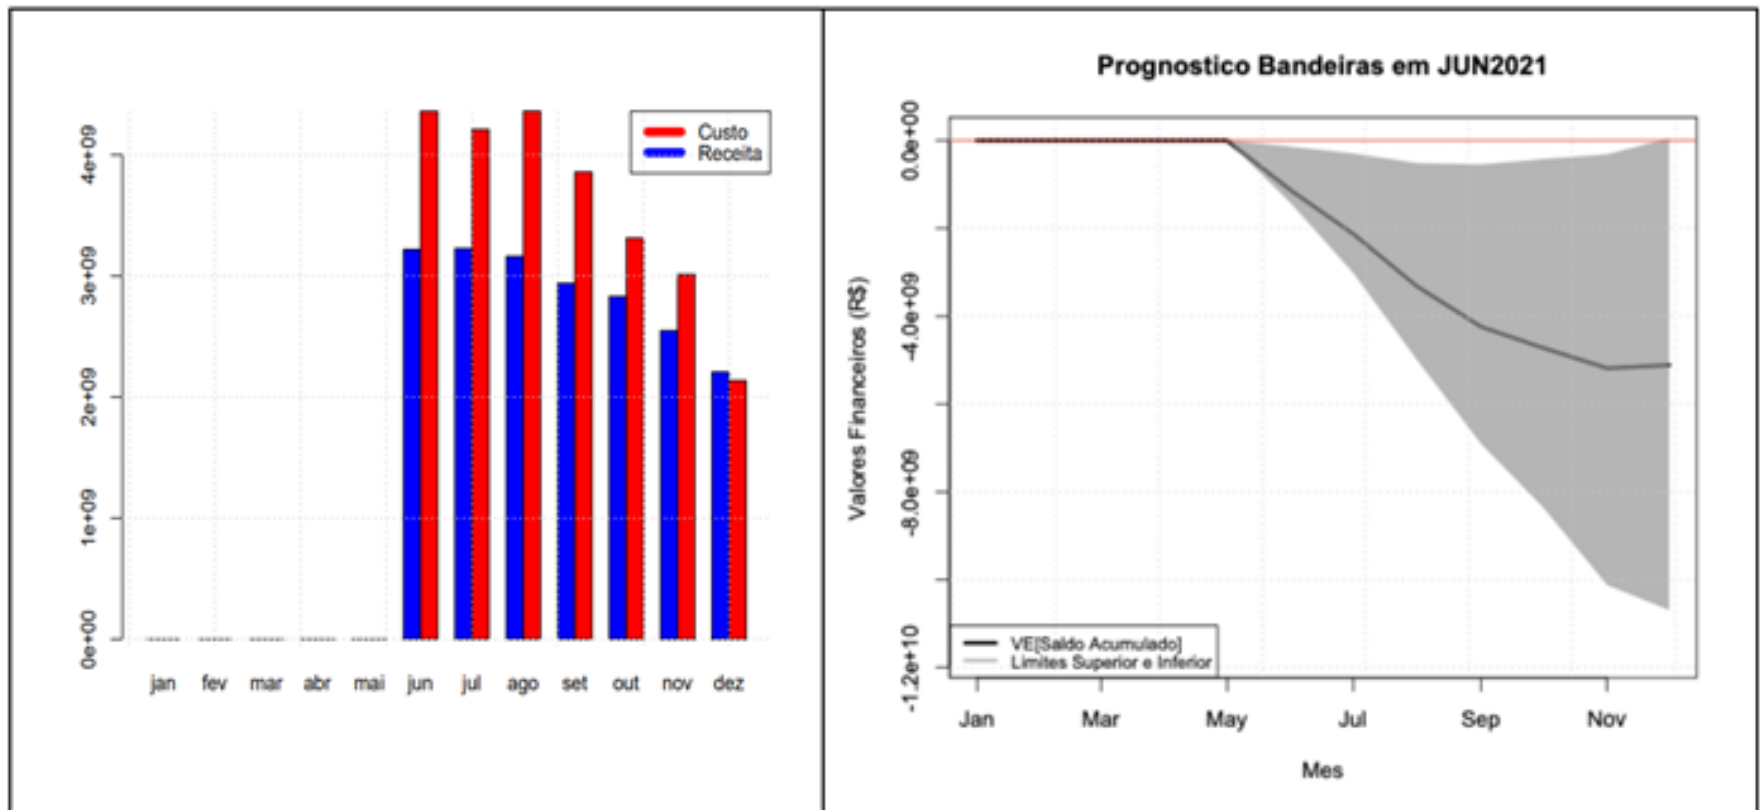 4e+09
3e+09
2e+09
1e+09
0e+00
Custo
Receita
jan fev mar abr mai jun jul ago set out nov dez
Prognostico Bandeiras em JUN2021
Valores Financeiros (R$)
0.0e+00
-4.0e+09
-8.0e+09
-1.2e+10
VE[Saldo Acumulado]
Limites Superior e Inferior
Jan Mar May Jul Sep Nov
Mes